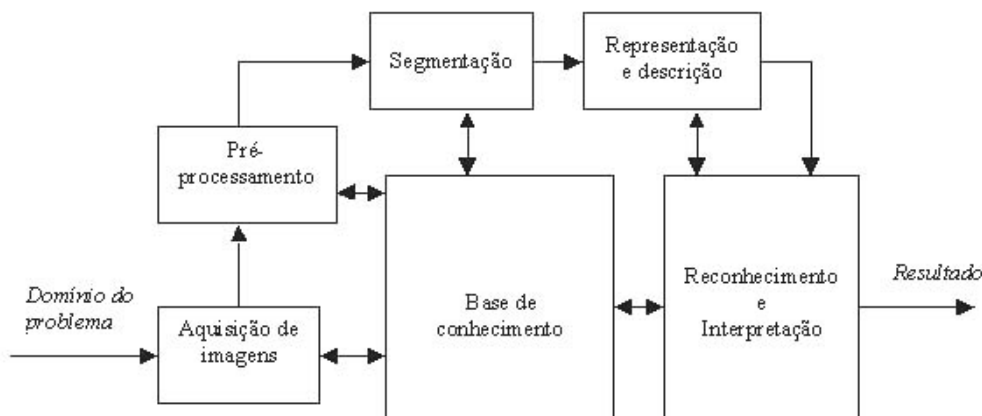 Segmentação
Representação
e descrição
Pré-
processamento
Domínio do
problema
Aquisição de
imagens
Base de
conhecimento
Reconhecimento
e
Interpretação
Resultado